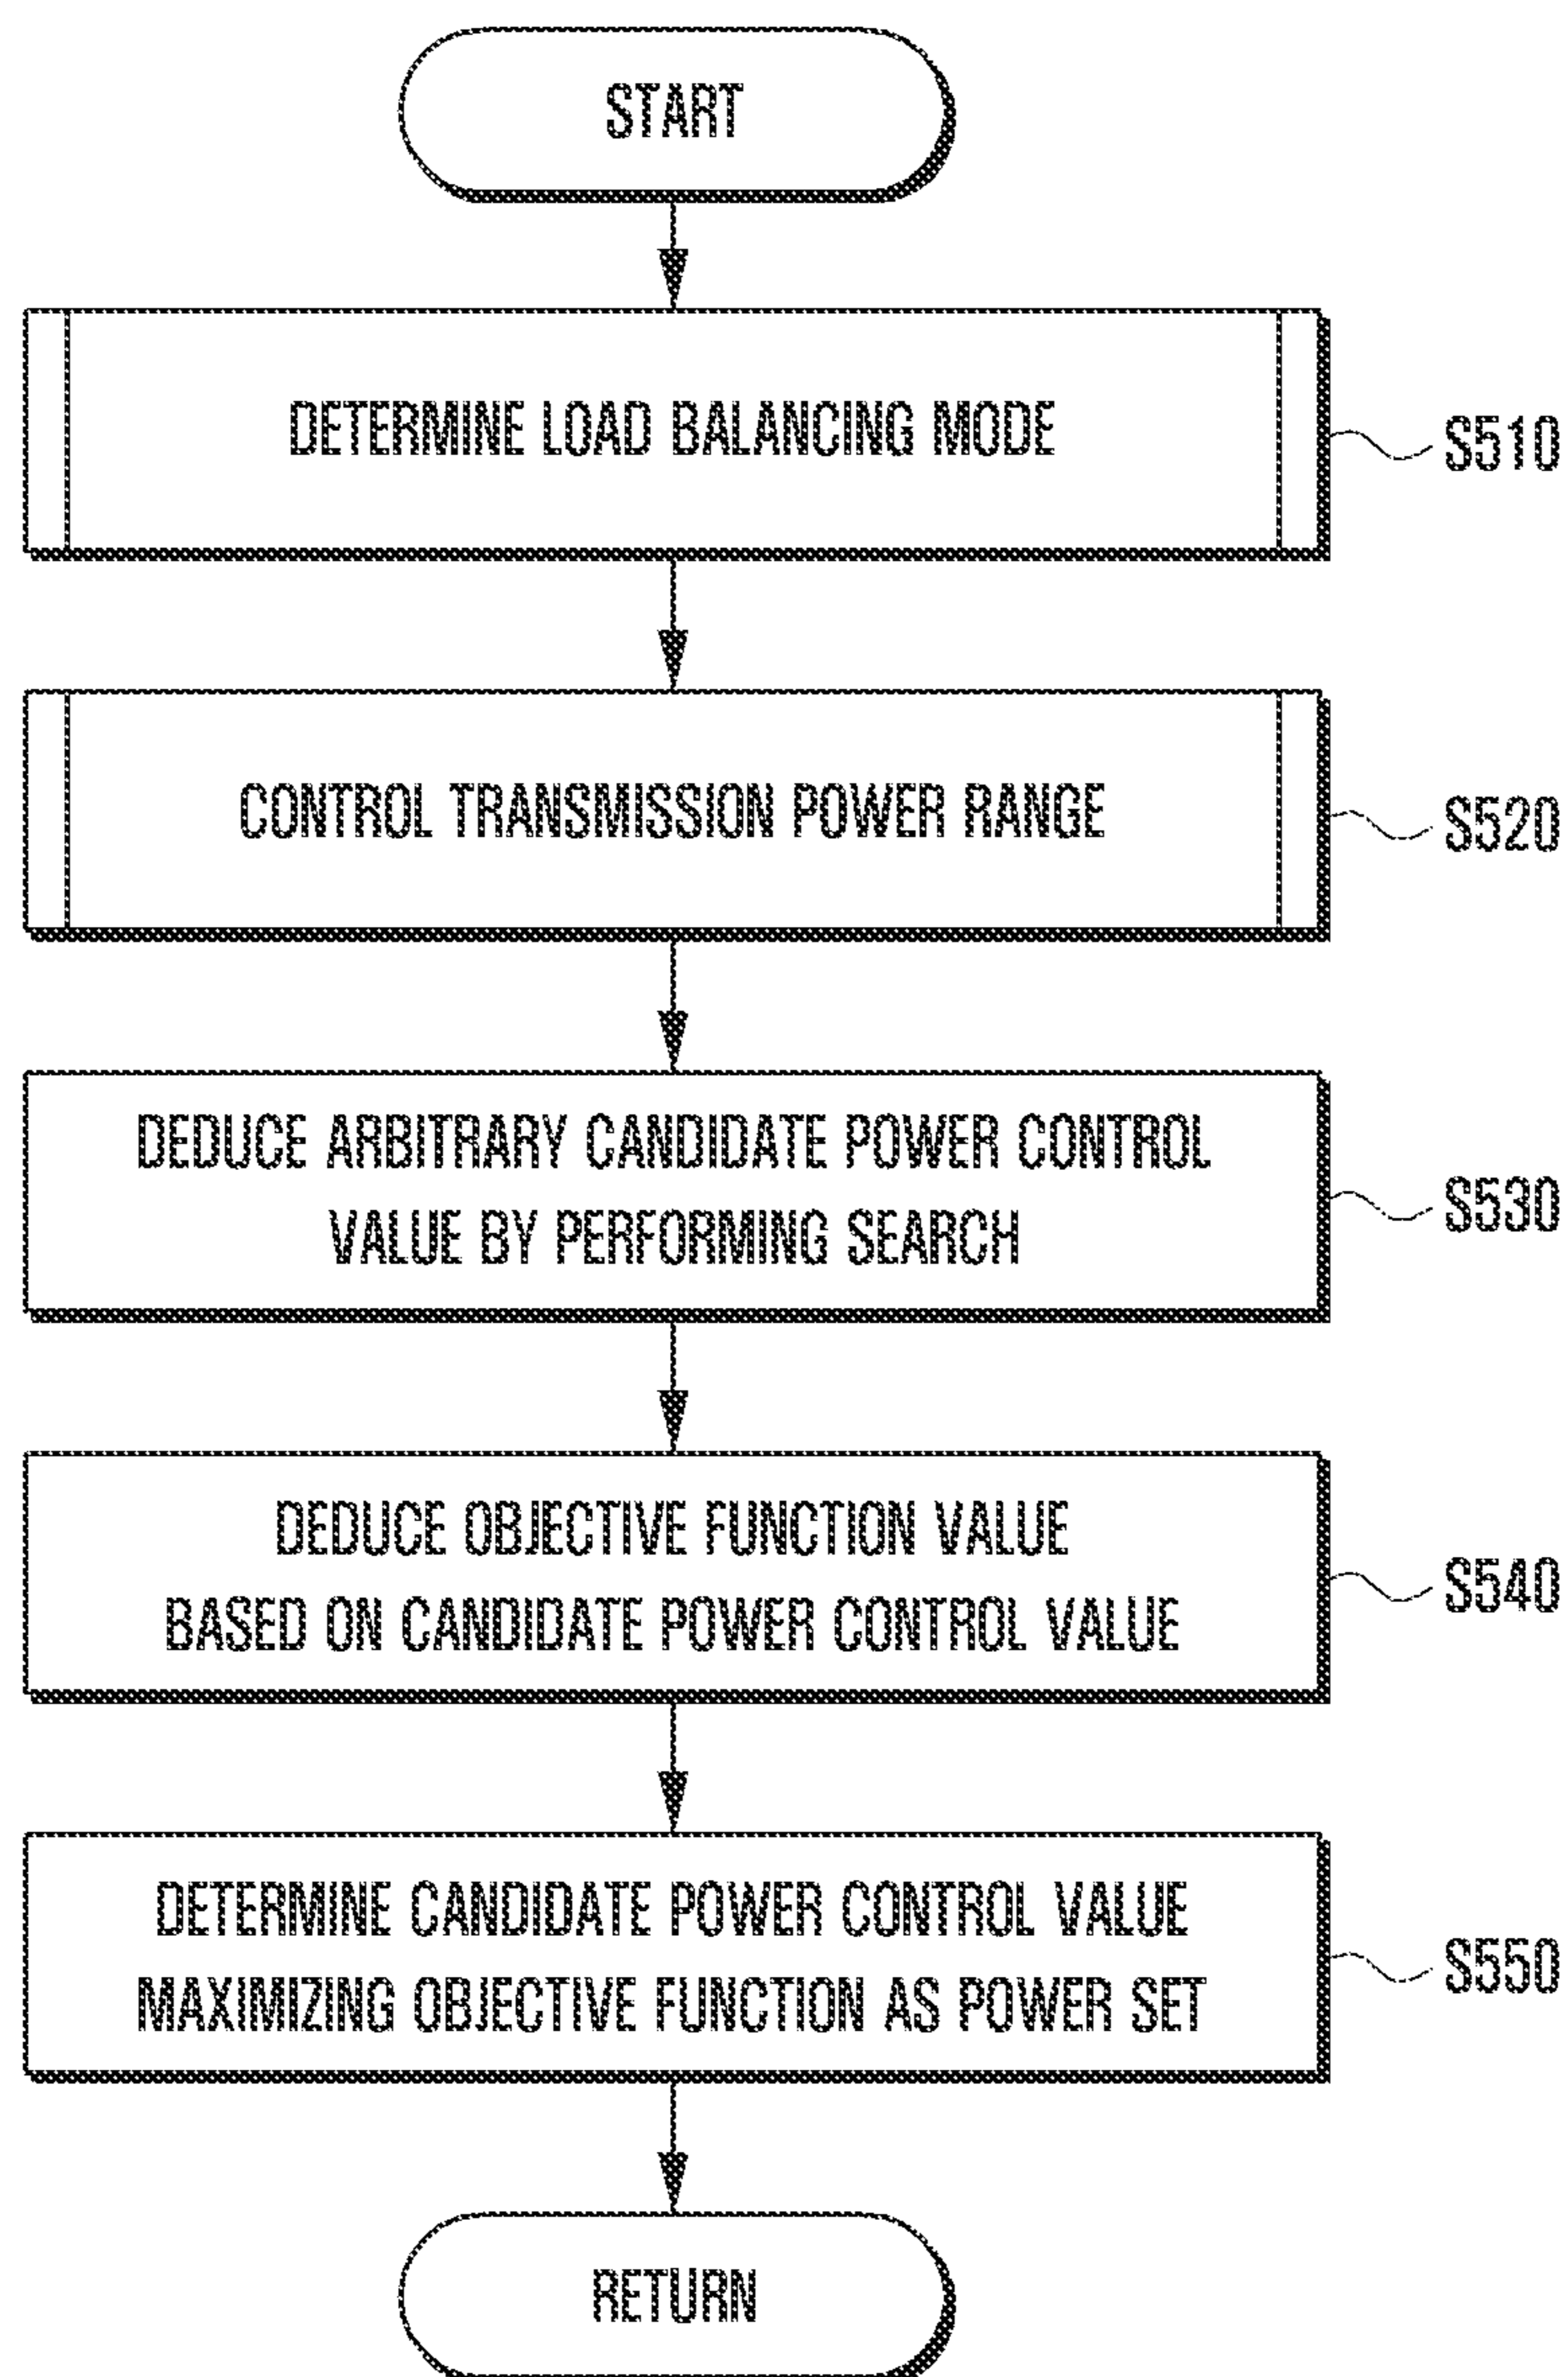 START
DETERMINE LOAD BALANCING MODE
S510
CONTROL TRANSMISSION POWER RANGE
S520
DEDUCE ARBITRARY CANDIDATE POWER CONTROL
VALUE BY PERFORMING SEARCH
S530
DEDUCE OBJECTIVE FUNCTION VALUE
BASED ON CANDIDATE POWER CONTROL VALUE
S540
DETERMINE CANDIDATE POWER CONTROL VALUE
MAXIMIZING OBJECTIVE FUNCTION AS POWER SET
S550
RETURN